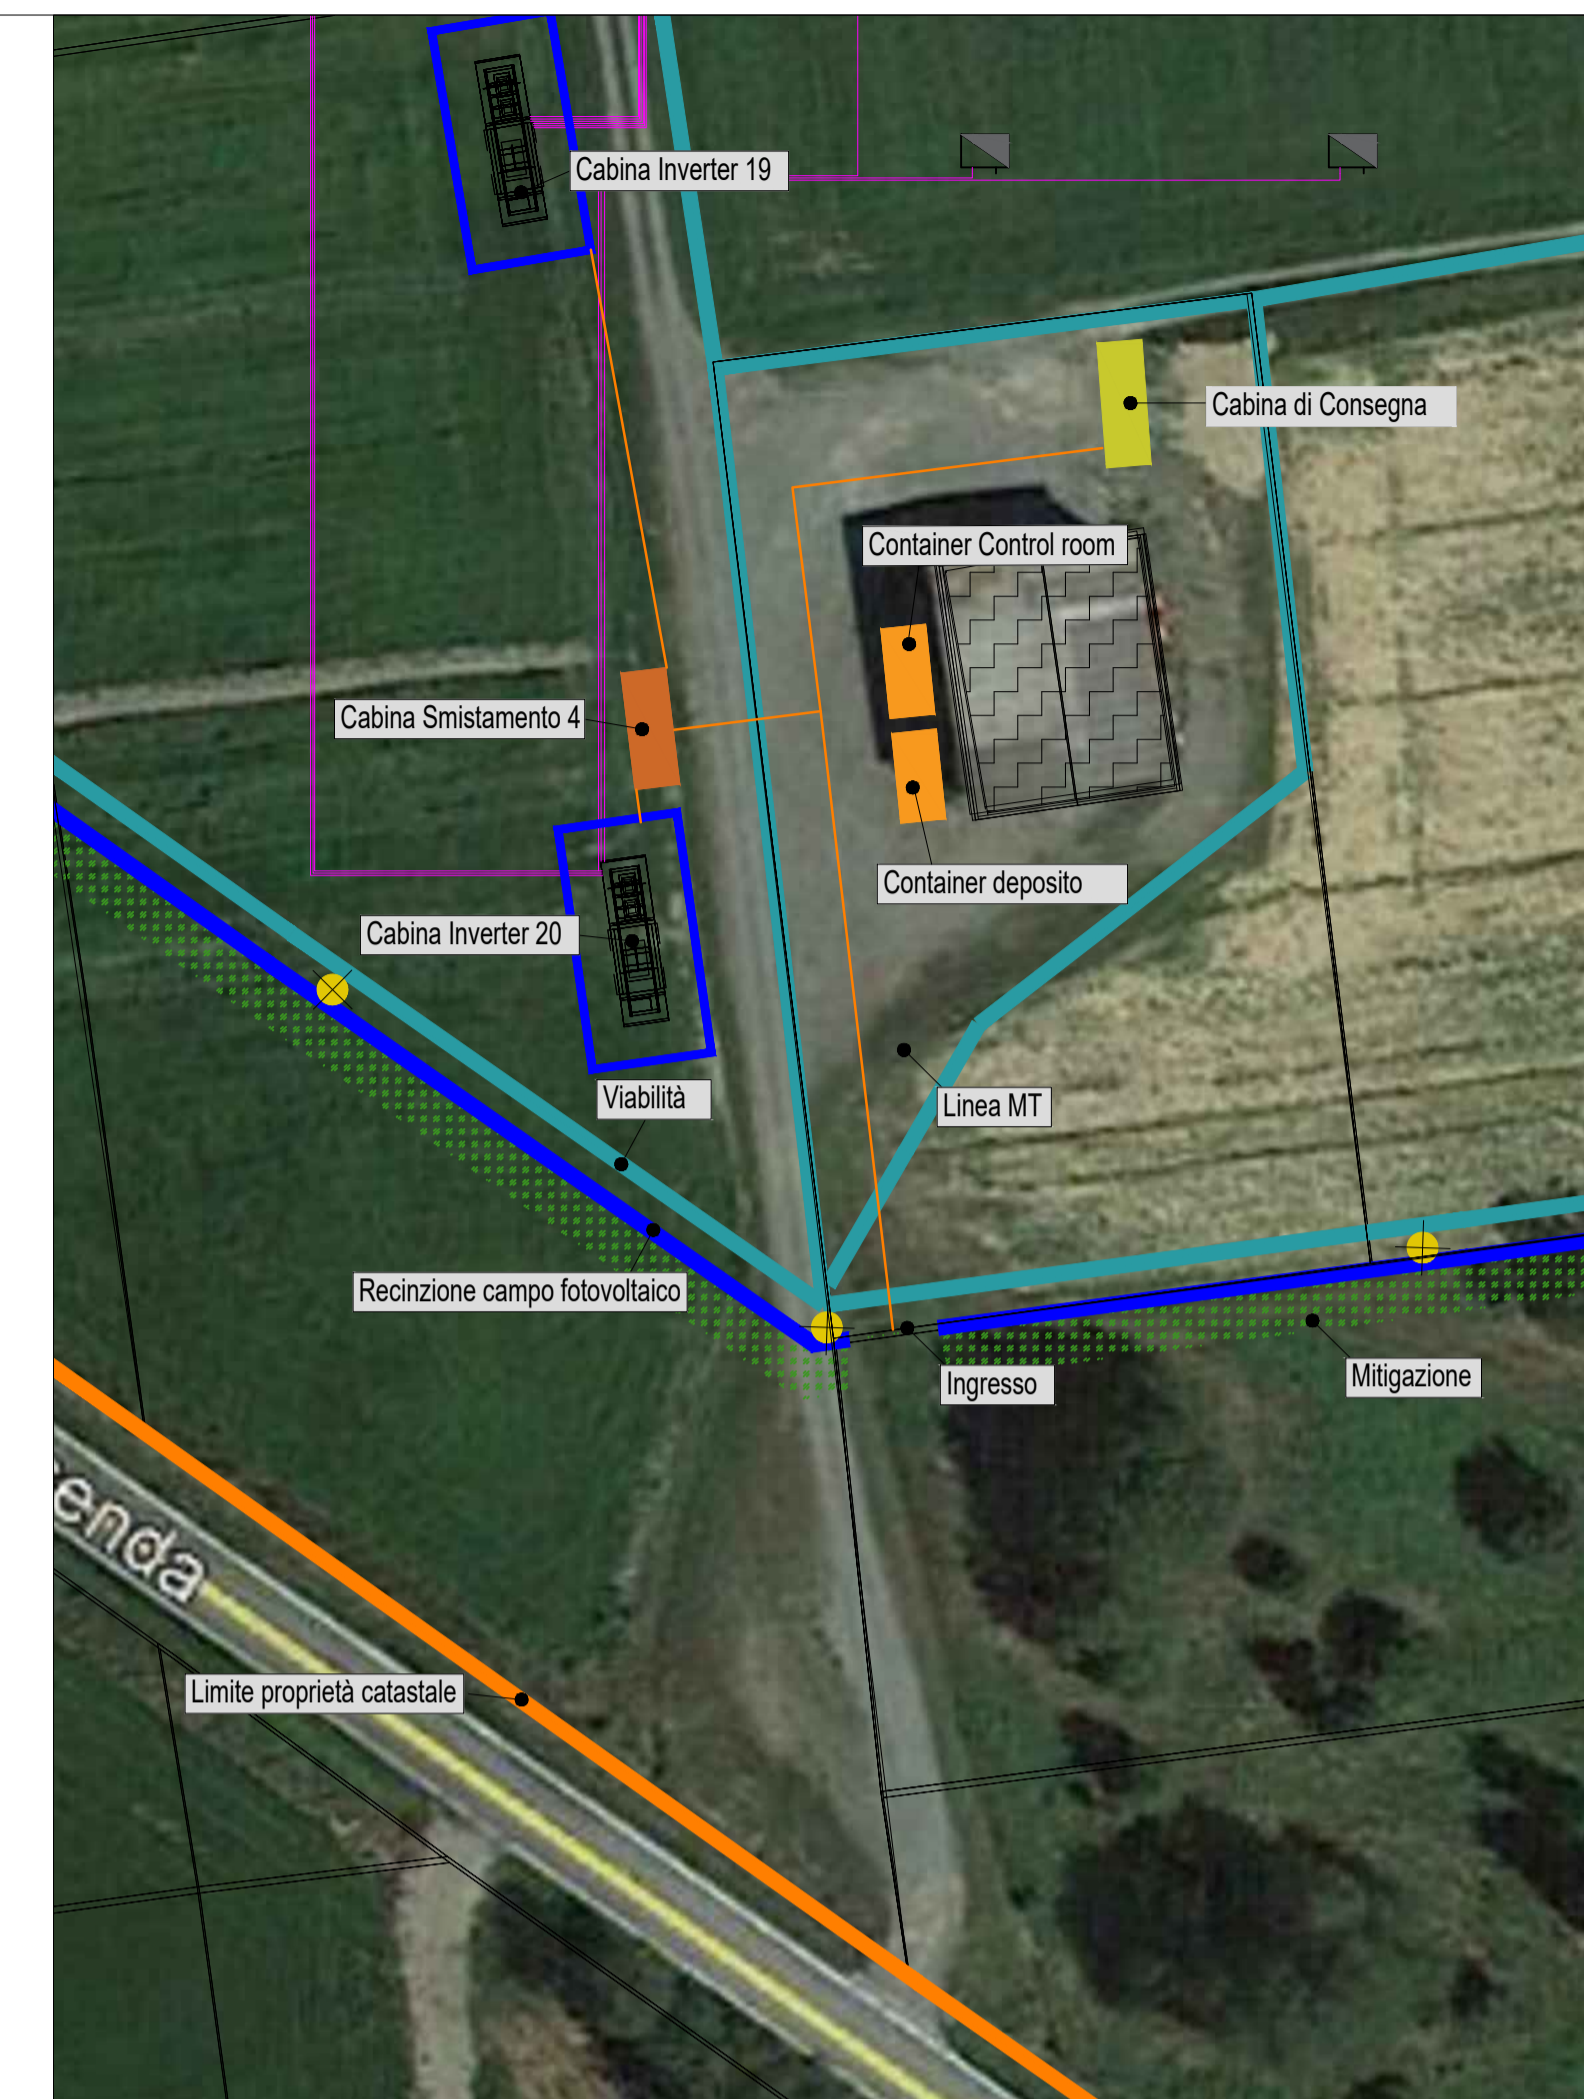 Cabina Inverter 19
Cabina di Consegna
Container Control room
Cabina Smistamento 4
Container deposito
Cabina Inverter 20
Viabilità
Linea MT
Recinzione campo fotovoltaico
Ingresso
Mitigazione
enda
Limite proprietà catastale